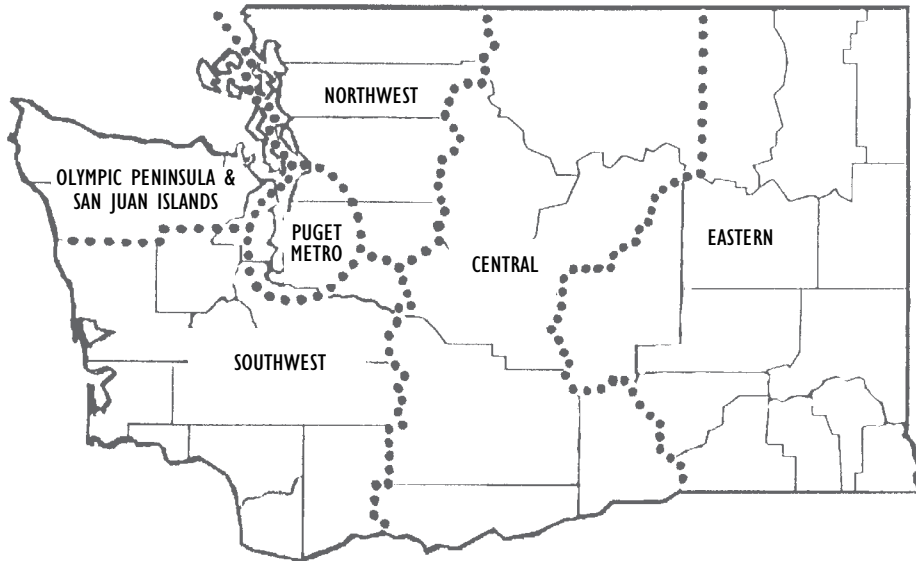 NORTHWEST
OLYMPIC PENINSULA &
SAN JUAN ISLANDS
PUGET
METRO
CENTRAL
EASTERN
SOUTHWEST